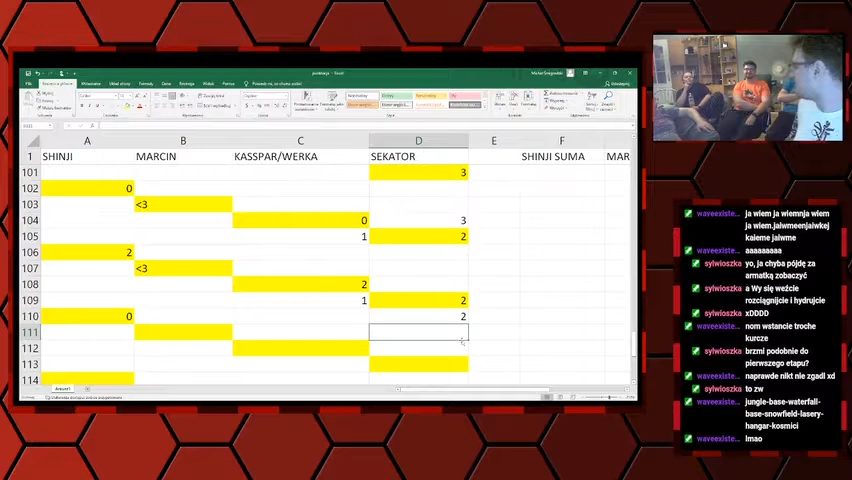 punktacja - Excel
A B C D E F
1 SHINJI MARCIN KASSPAR/WERKA SEKATOR SHINJI SUMA MAR
101 3
102 0
103 <3
104 0 3
105 1 2
106 2
107 <3
108 2
109 1 2
110 0 2
111
112
113
114
waveexiste... ja wiem ja wiemnja wiem
ja wiem.jaiwmeenjaiwkej
kaieme jaiwme
waveexiste... aaaaaaaaa
sylwioszka yo, ja chyba pójdę za
armatką zobaczyć
sylwioszka a Wy się weźcie
rozciągnijcie i hydrujcie
sylwioszka xDDDD
waveexiste... nom wstancie troche
kurcze
sylwioszka brzmi podobnie do
pierwszego etapu?
waveexiste... naprawde nikt nie zgadl xd
sylwioszka to zw
waveexiste... jungle-base-waterfall-
base-snowfield-lasery-
hangar-kosmici
waveexiste... lmao